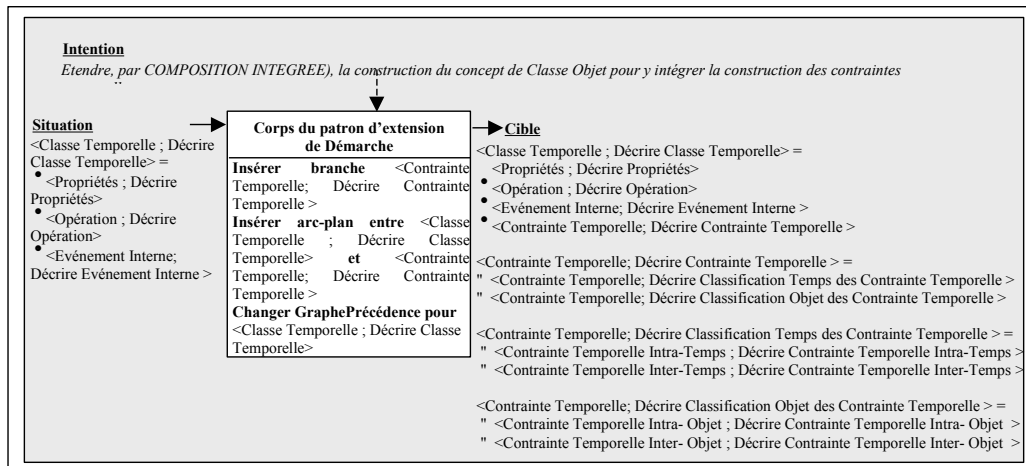 Intention
Etendre, par COMPOSITION INTEGREE), la construction du concept de Classe Objet pour y intégrer la construction des contraintes
Situation
<Classe Temporelle ; Décrire
Classe Temporelle> =
• <Propriétés ; Décrire
Propriétés>
• <Opération ; Décrire
Opération>
• <Evénement Interne;
Décrire Evénement Interne >
Corps du patron d'extension
de Démarche
Insérer branche <Contrainte
Temporelle; Décrire Contrainte
Temporelle >
Insérer arc-plan entre <Classe
Temporelle ; Décrire Classe
Temporelle> et <Contrainte
Temporelle; Décrire Contrainte
Temporelle >
Changer GraphePrécédence pour
<Classe Temporelle ; Décrire Classe
Temporelle>
Cible
<Classe Temporelle ; Décrire Classe Temporelle> =
<Propriétés ; Décrire Propriétés>
• <Opération ; Décrire Opération>
• <Evénement Interne; Décrire Evénement Interne >
• <Contrainte Temporelle; Décrire Contrainte Temporelle >
<Contrainte Temporelle; Décrire Contrainte Temporelle > =
" <Contrainte Temporelle; Décrire Classification Temps des Contrainte Temporelle >
" <Contrainte Temporelle; Décrire Classification Objet des Contrainte Temporelle >
<Contrainte Temporelle; Décrire Classification Temps des Contrainte Temporelle > =
" <Contrainte Temporelle Intra-Temps ; Décrire Contrainte Temporelle Intra-Temps >
" <Contrainte Temporelle Inter-Temps ; Décrire Contrainte Temporelle Inter-Temps >
<Contrainte Temporelle; Décrire Classification Objet des Contrainte Temporelle > =
" <Contrainte Temporelle Intra- Objet ; Décrire Contrainte Temporelle Intra- Objet >
" <Contrainte Temporelle Inter- Objet ; Décrire Contrainte Temporelle Inter- Objet >